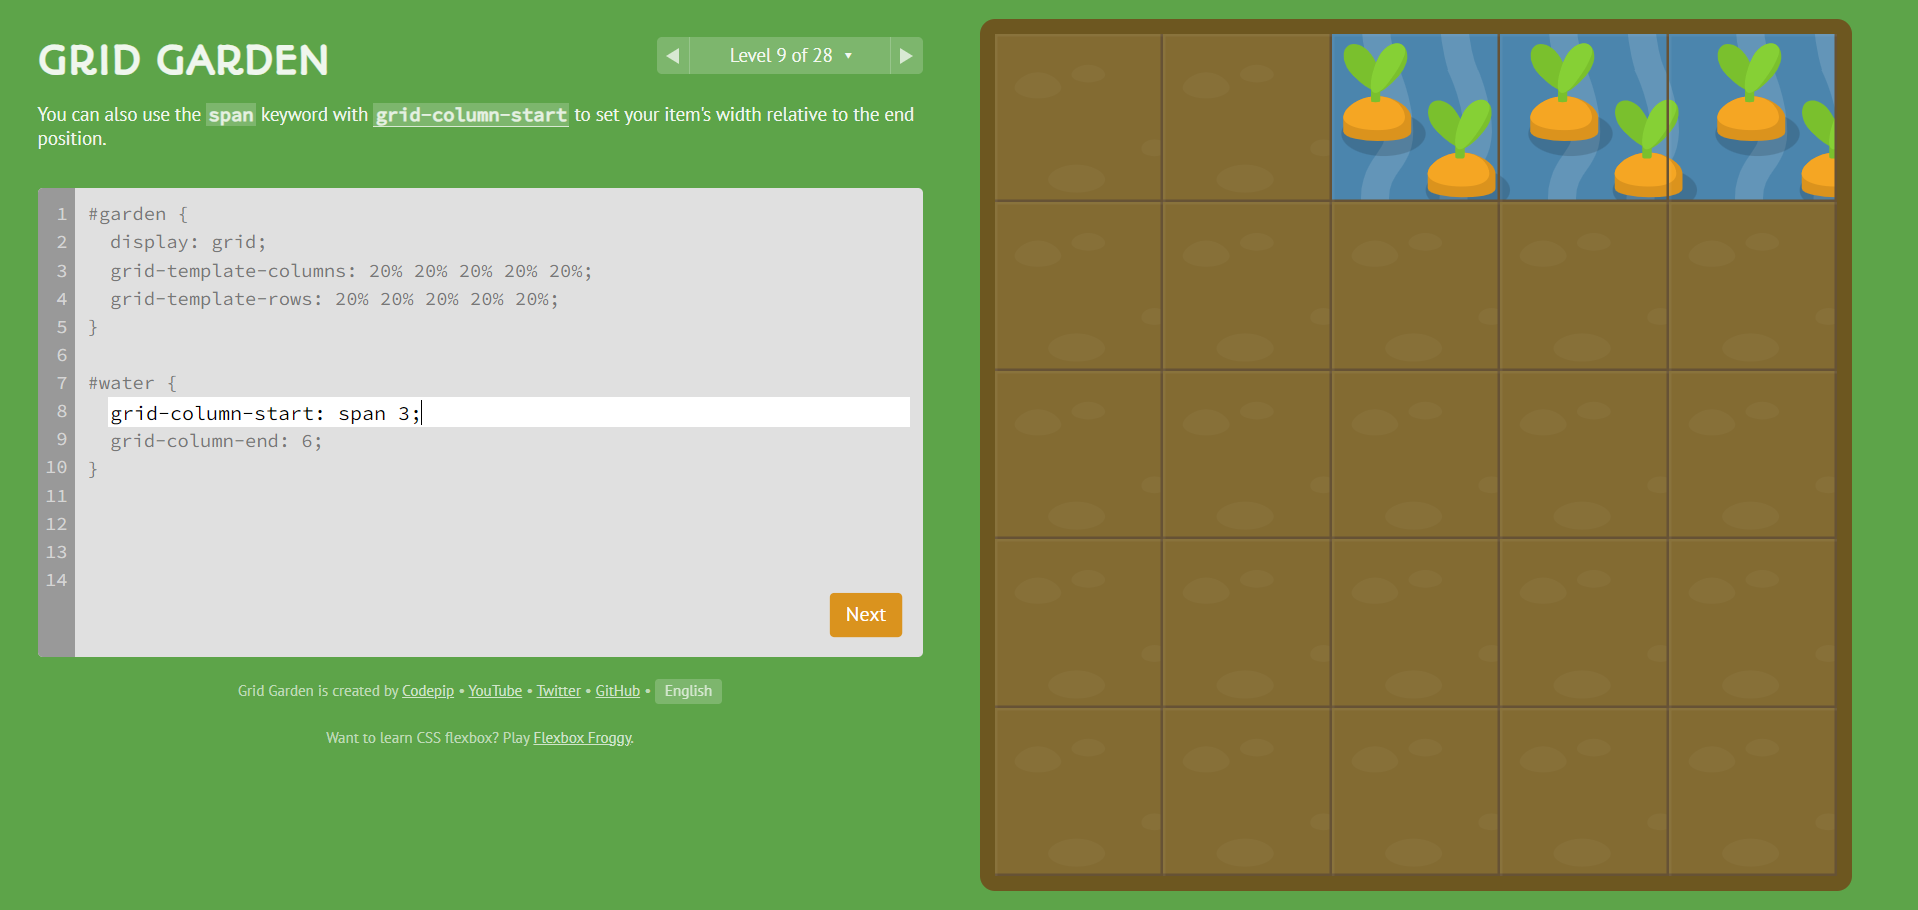 GRID GARDEN
Level 9 of 28
You can also use the span keyword with grid-column-start to set your item's width relative to the end
position.
1 #garden {
2 display: grid;
3 grid-template-columns: 20% 20% 20% 20% 20%;
4 grid-template-rows: 20% 20% 20% 20% 20%;
5 }
6
7 #water {
8 grid-column-start: span 3;
9 grid-column-end: 6;
10 }
11
12
13
14
Next
Grid Garden is created by Codepip • YouTube • Twitter • GitHub • English
Want to learn CSS flexbox? Play Flexbox Froggy.